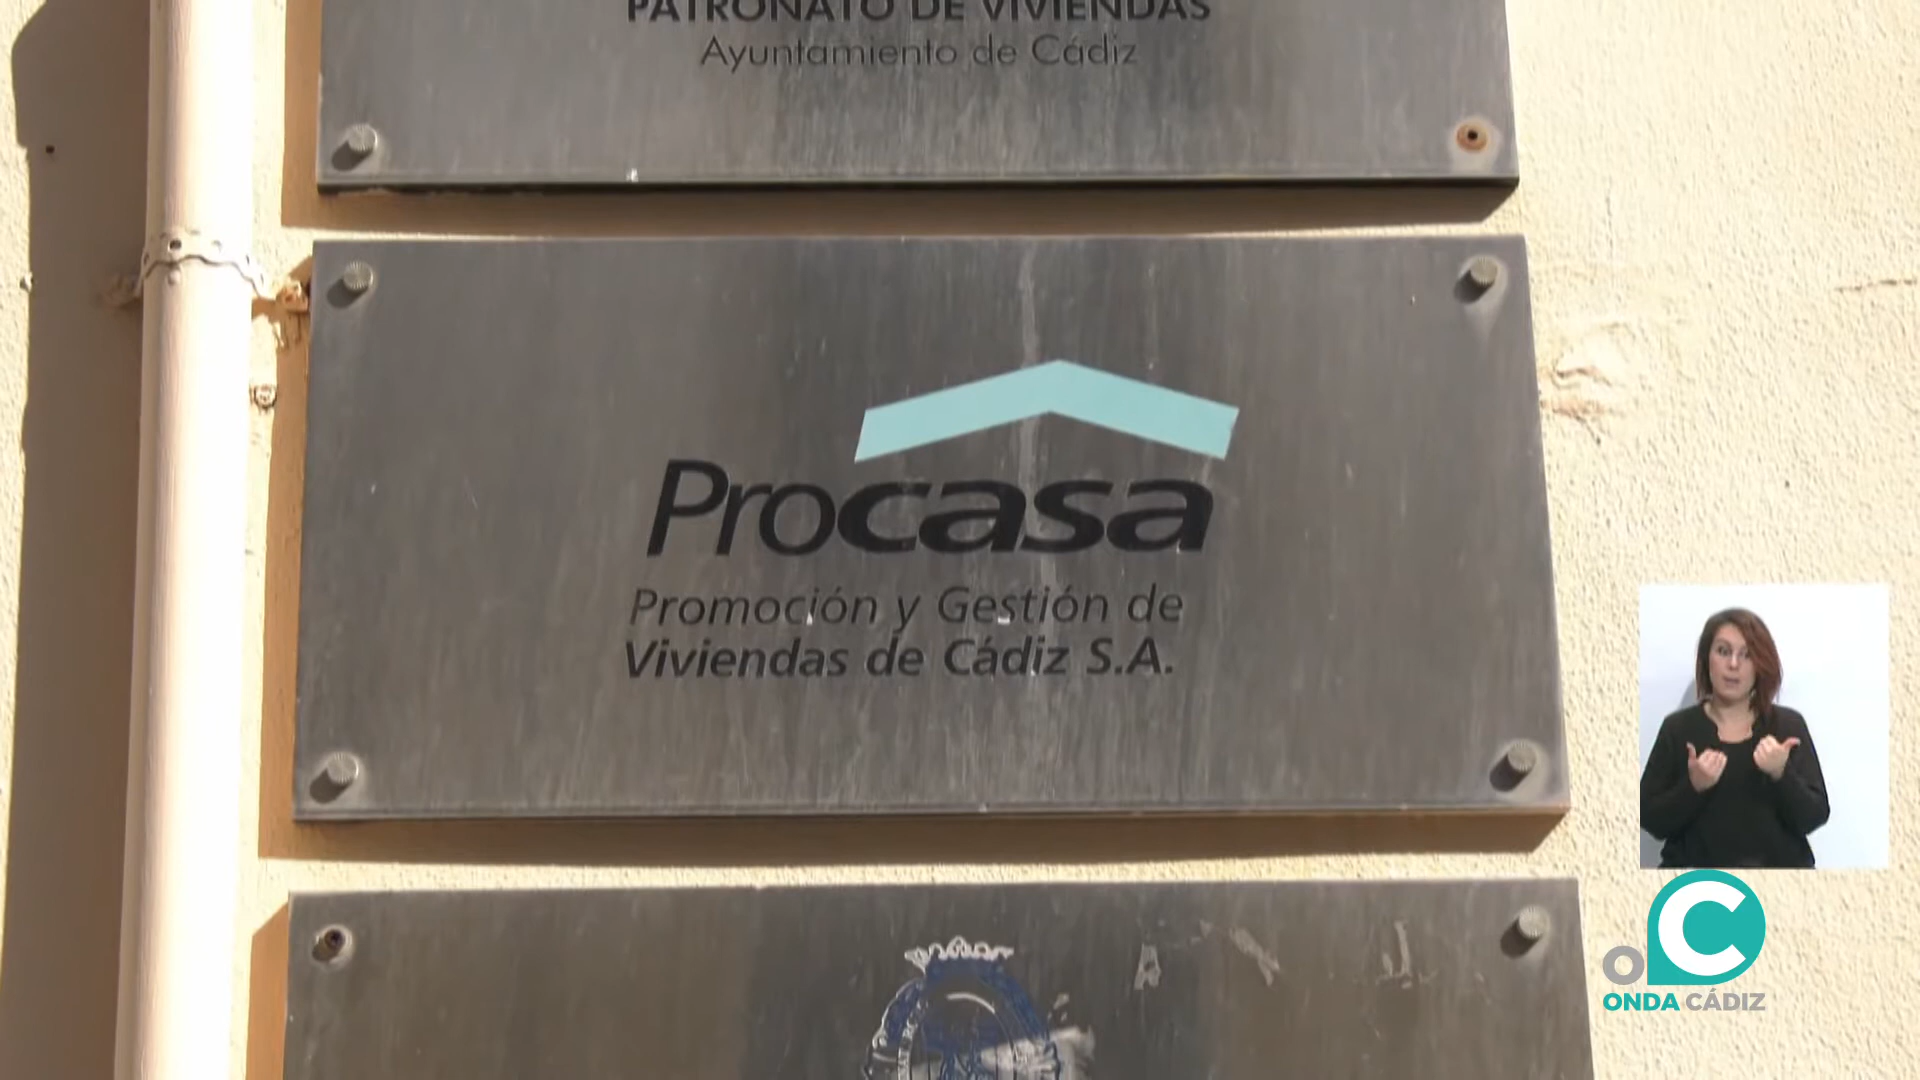 PATRONATO DE VIVIENDAS
Ayuntamiento de Cádiz
Procasa
Promoción y Gestión de
Viviendas de Cádiz S.A.
O C
ONDA CÁDIZ